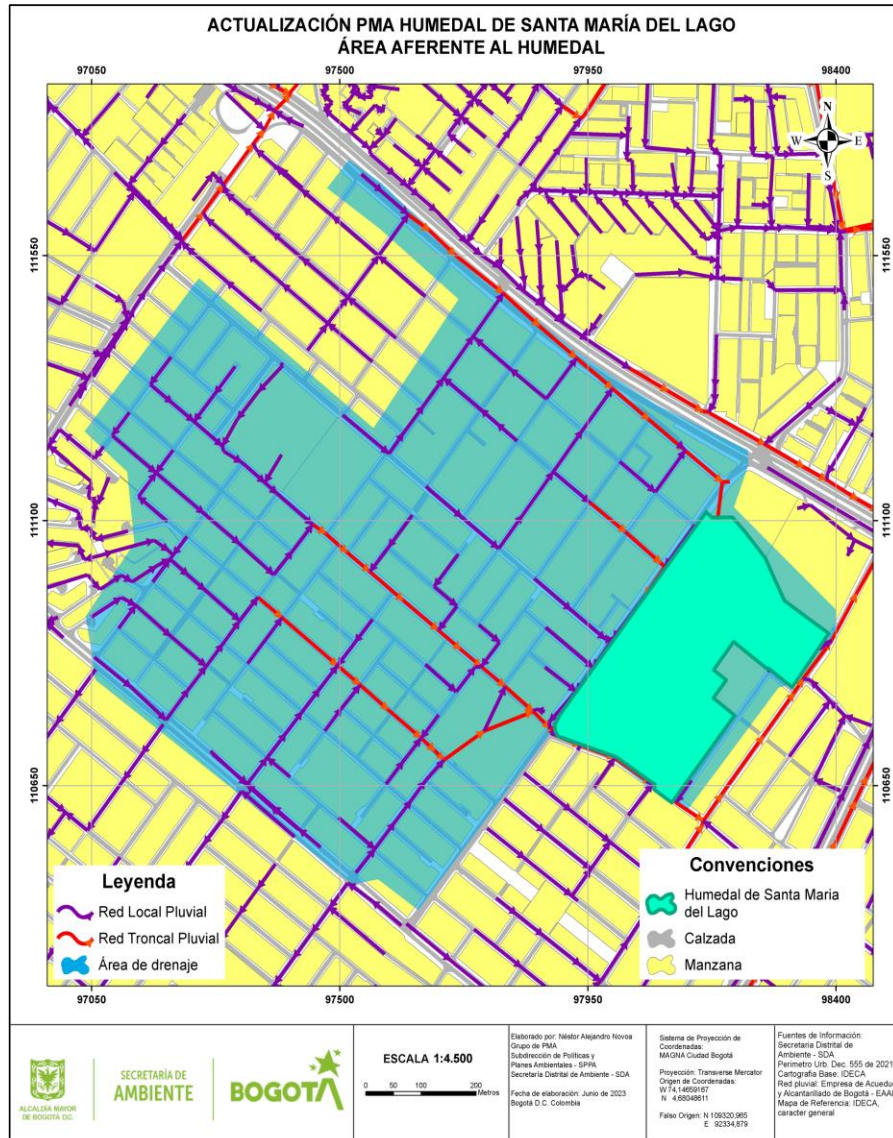 ACTUALIZACIÓN PMA HUMEDAL DE SANTA MARÍA DEL LAGO
ÁREA AFERENTE AL HUMEDAL
97050
97500
97950
98400
N
W
E
S
111550
111550
111100
111100
110650
110650
Leyenda
Red Local Pluvial
Red Troncal Pluvial
Área de drenaje
Convenciones
Humedal de Santa Maria
del Lago
Calzada
Manzana
97050
97500
97950
98400
ALCALDÍA MAYOR
DE BOGOTÁ D.C.
SECRETARÍA DE
AMBIENTE
BOGOTÁ
ESCALA 1:4.500
0 50 100 200
Metros
Elaborado por: Néstor Alejandro Novoa
Grupo de PMA
Subdirección de Políticas y
Planes Ambientales - SPPA
Secretaría Distrital de Ambiente - SDA
Fecha de elaboración: Junio de 2023
Bogotá D.C. Colombia
Sistema de Proyección de
Coordenadas:
MAGNA Ciudad Bogotá
Proyección: Transverse Mercator
Origen de Coordenadas:
W 74,14659167
N 4,68048611
Falso Origen: N 109320,965
E 92334,879
Fuentes de Información:
Secretaria Distrital de
Ambiente - SDA
Perimetro Urb. Dec. 555 de 2021
Cartografía Base: IDECA
Red pluvial: Empresa de Acuedu
y Alcantarillado de Bogotá - EAA
Mapa de Referencia: IDECA,
caracter general